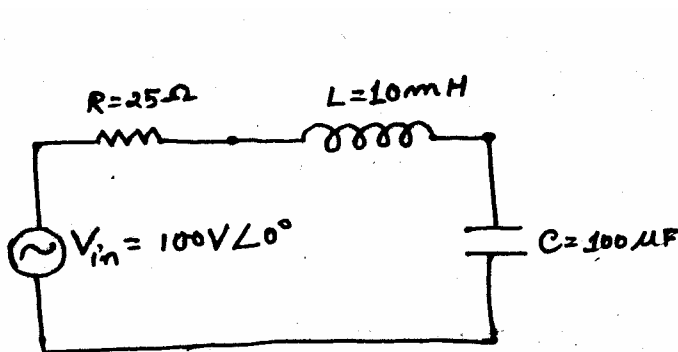 R=25Ω
L=10mH
Vin = 100V∠0°
C=100μF